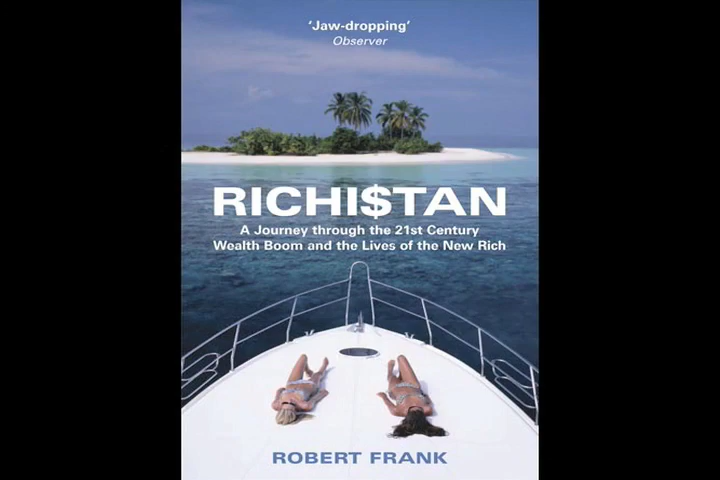 ‘Jaw-dropping’
Observer
RICHI$TAN
A Journey through the 21st Century
Wealth Boom and the Lives of the New Rich
ROBERT FRANK